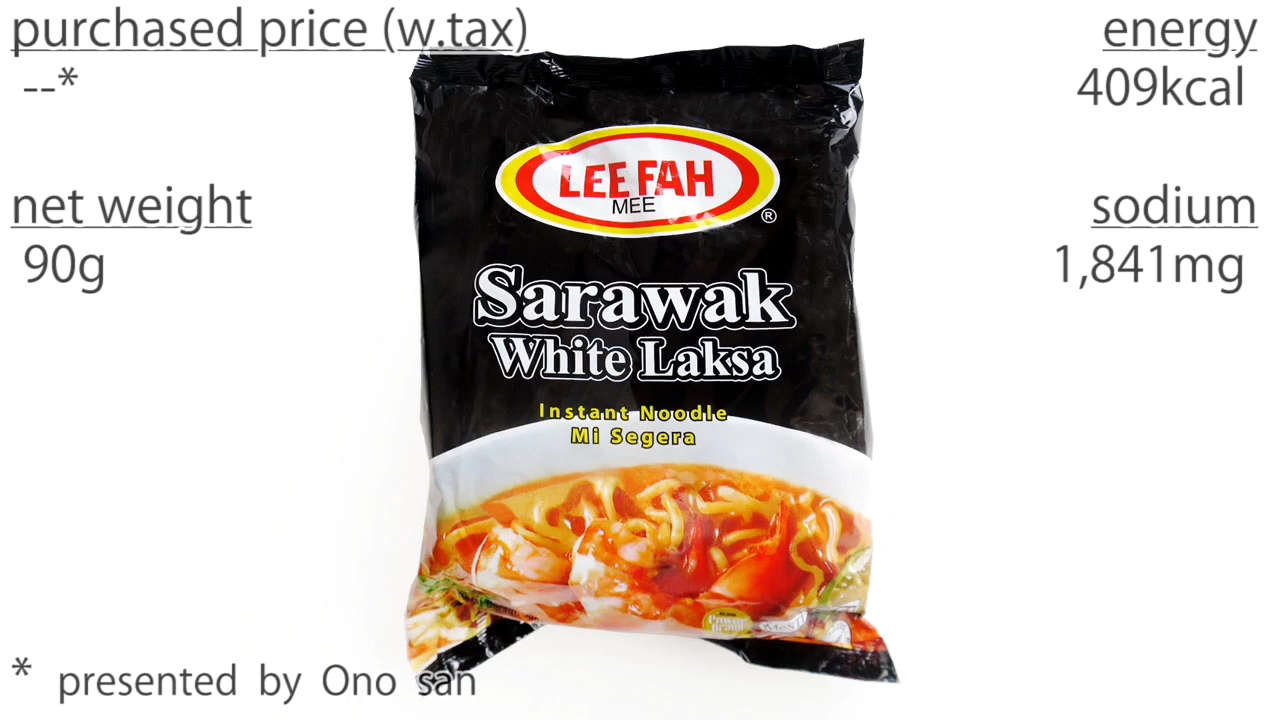 purchased price (w.tax)
--*
energy
409kcal
net weight
90g
sodium
1,841mg
LEE FAH
MEE
®
Sarawak
White Laksa
Instant Noodle
Mi Segera
* presented by Ono san